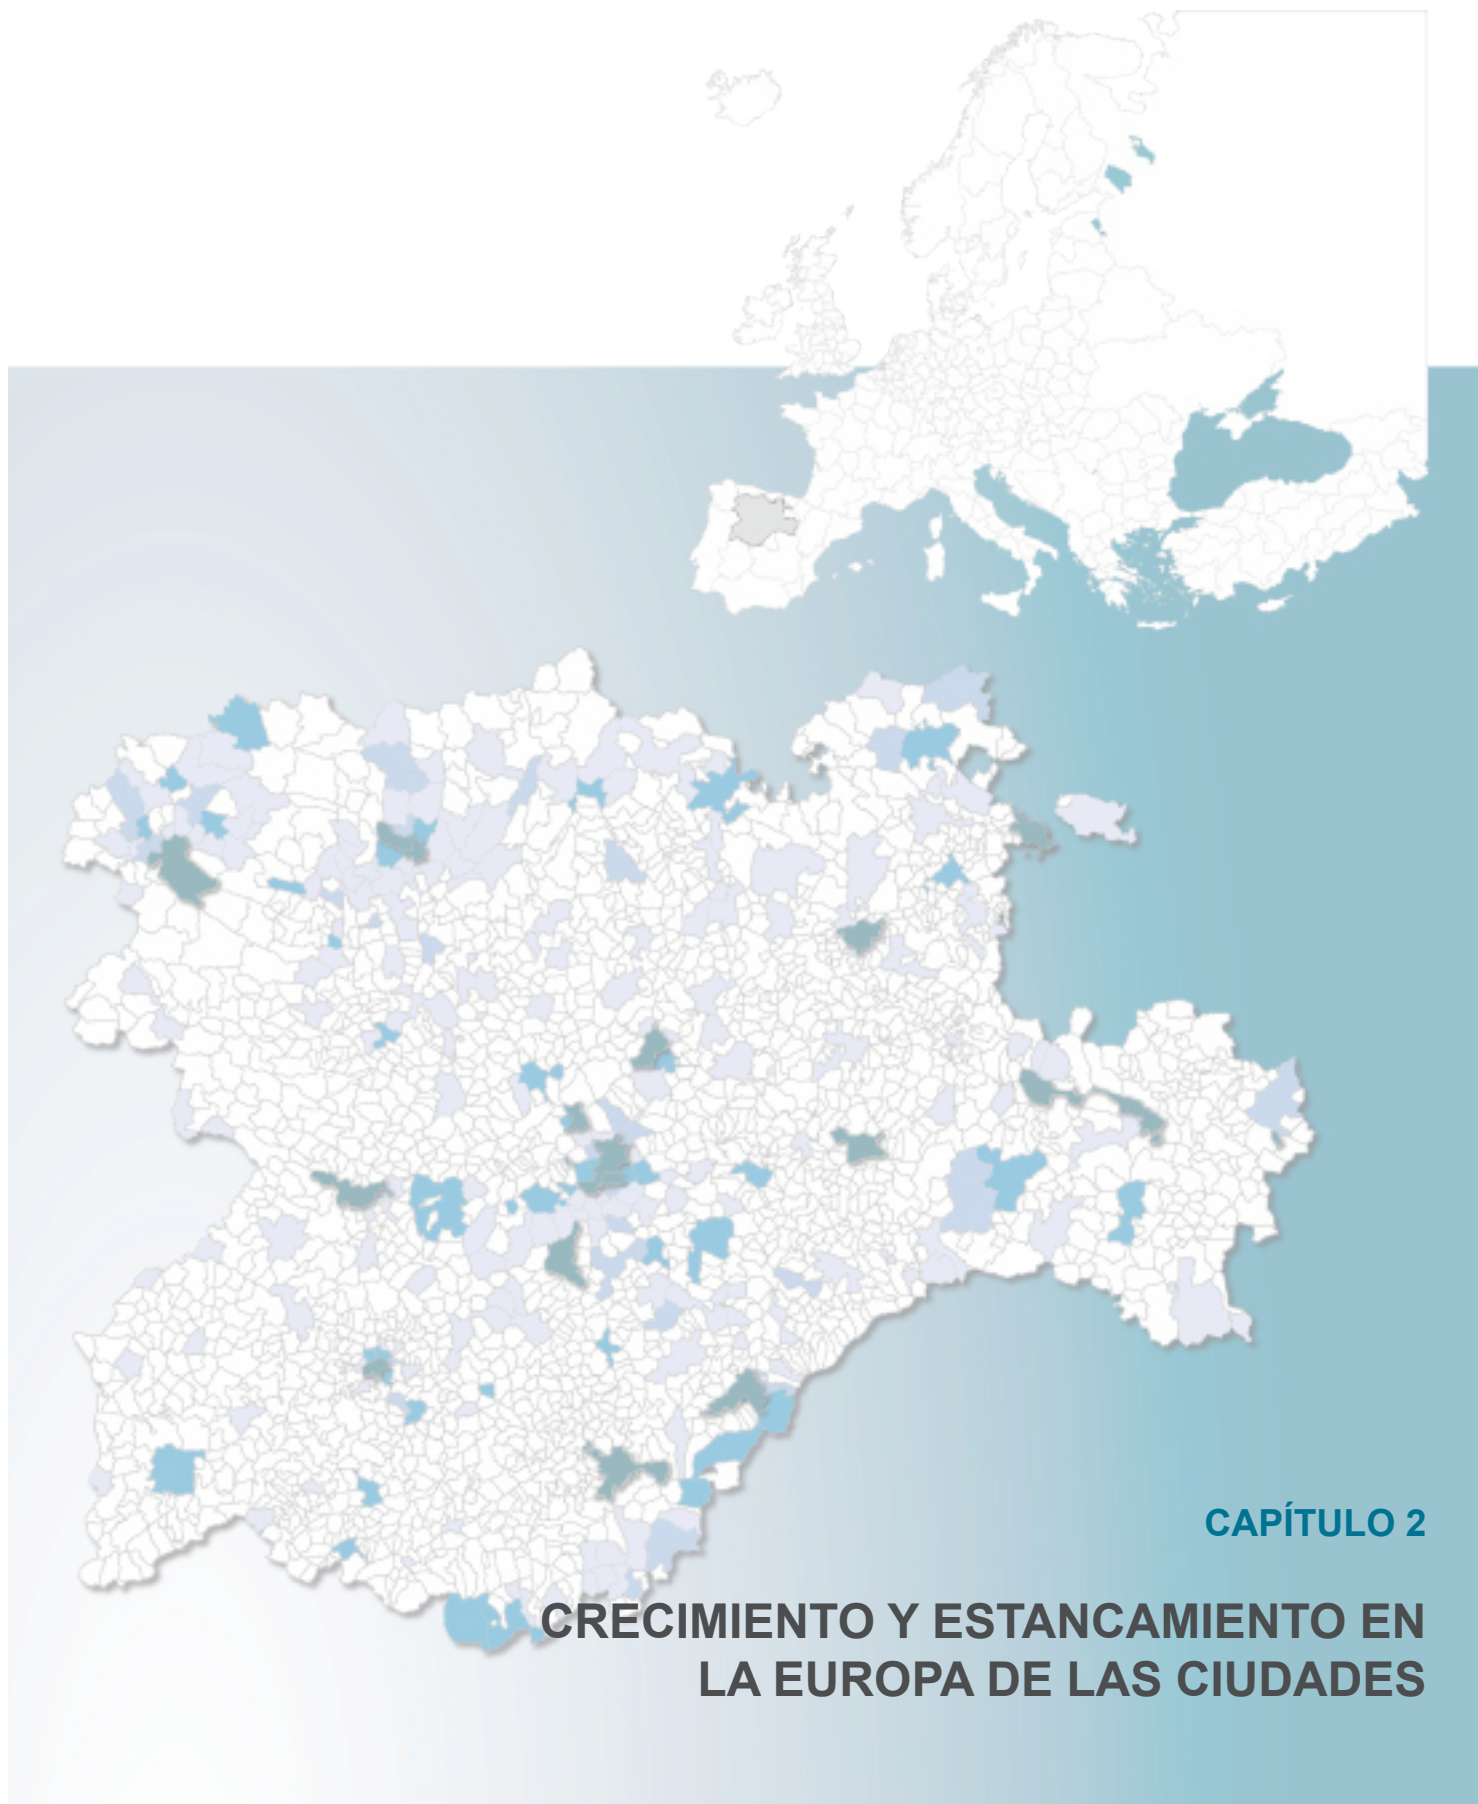 CAPÍTULO 2
CRECIMIENTO Y ESTANCAMIENTO EN
LA EUROPA DE LAS CIUDADES